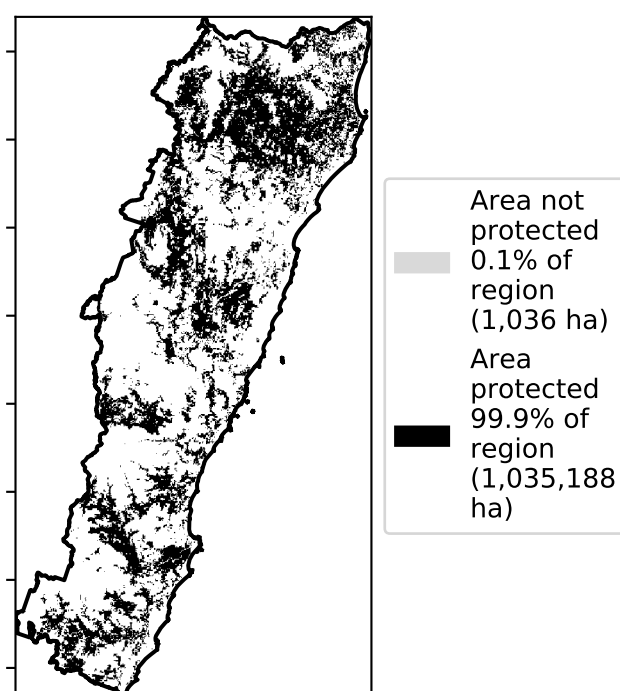 Area not
protected
0.1% of
region
(1,036 ha)
Area
protected
99.9% of
region
(1,035,188
ha)